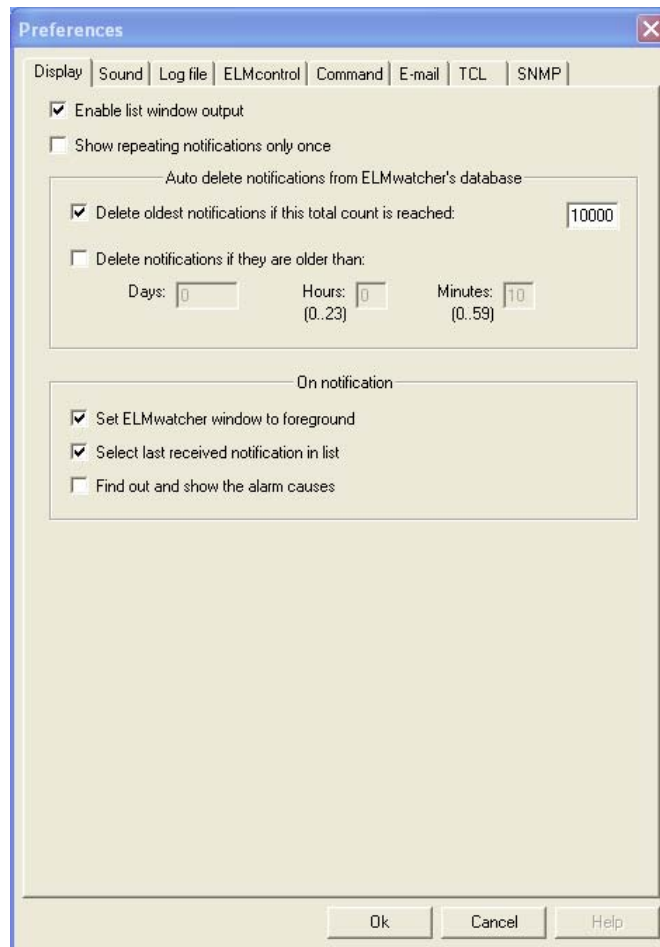 Preferences
Display Sound Log file ELMcontrol Command E-mail TCL SNMP
Enable list window output
Show repeating notifications only once
Auto delete notifications from ELMwatcher's database
Delete oldest notifications if this total count is reached: 10000
Delete notifications if they are older than:
Days: 0 Hours: 0 Minutes: 10
(0..23) (0..59)
On notification
Set ELMwatcher window to foreground
Select last received notification in list
Find out and show the alarm causes
Ok Cancel Help